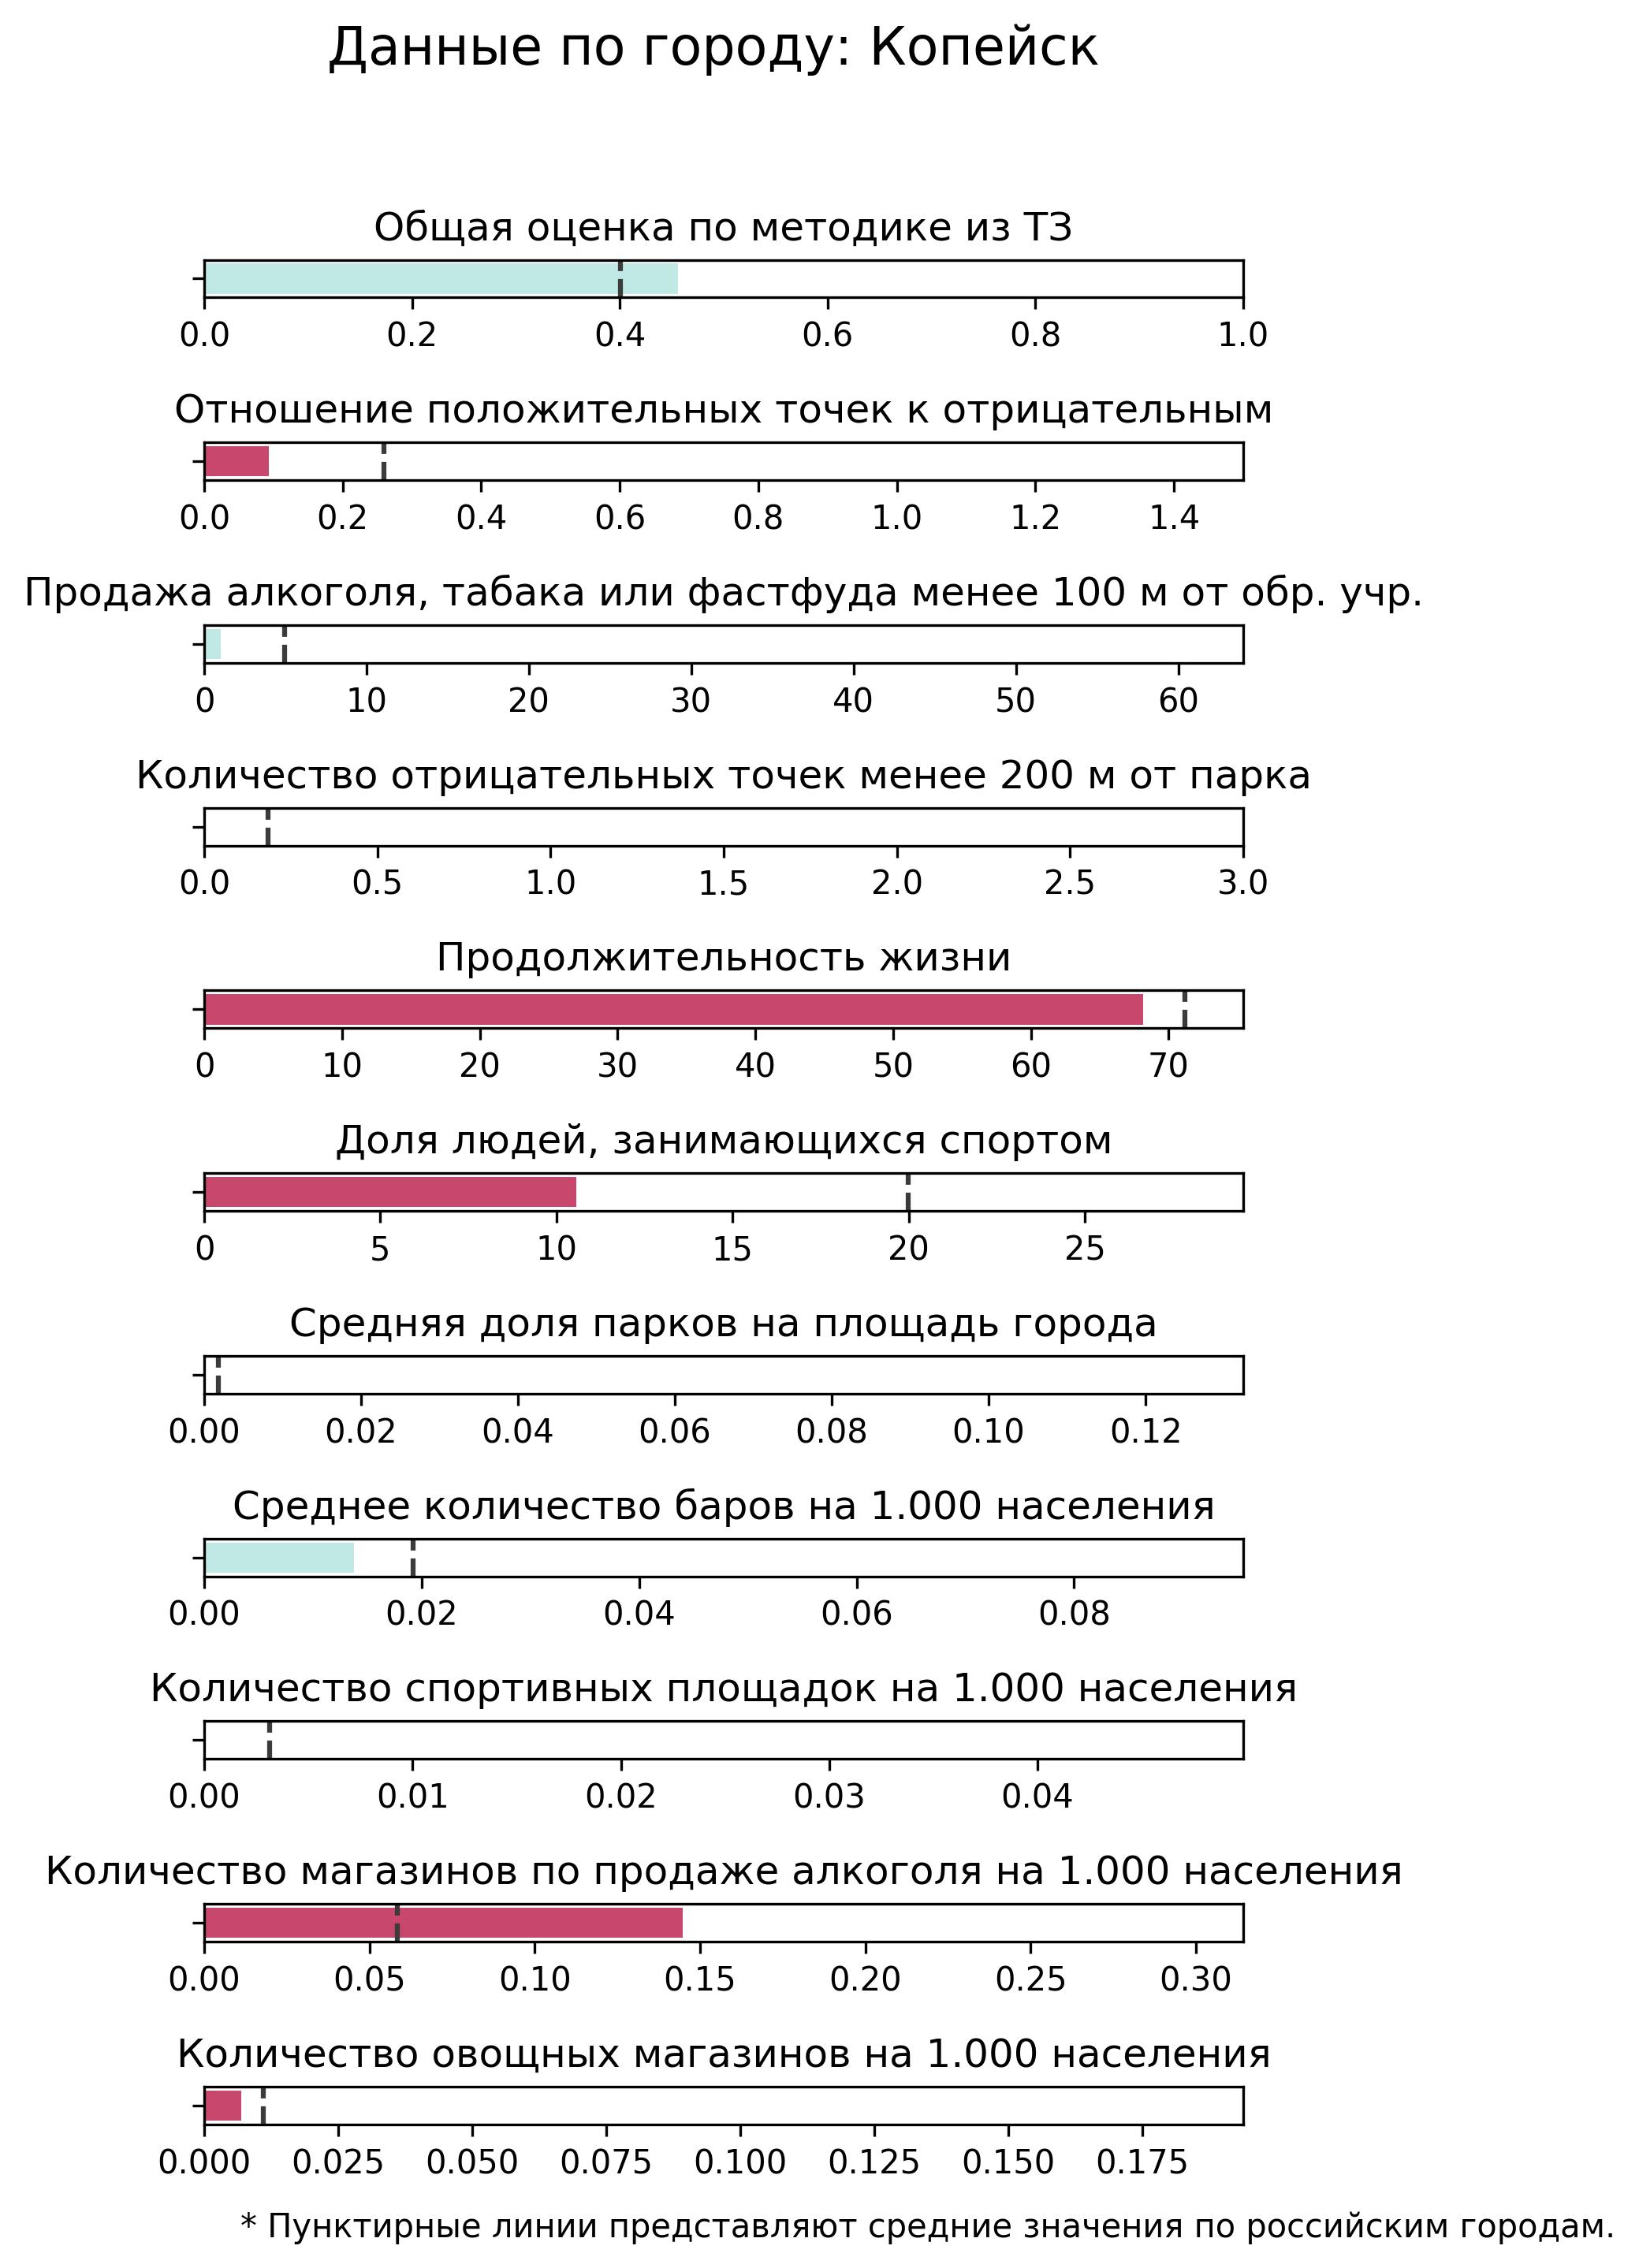 Данные по городу: Копейск
Общая оценка по методике из ТЗ
0.0 0.2 0.4 0.6 0.8 1.0
Отношение положительных точек к отрицательным
0.0 0.2 0.4 0.6 0.8 1.0 1.2 1.4
Продажа алкоголя, табака или фастфуда менее 100 м от обр. учр.
0 10 20 30 40 50 60
Количество отрицательных точек менее 200 м от парка
0.0 0.5 1.0 1.5 2.0 2.5 3.0
Продолжительность жизни
0 10 20 30 40 50 60 70
Доля людей, занимающихся спортом
0 5 10 15 20 25
Средняя доля парков на площадь города
0.00 0.02 0.04 0.06 0.08 0.10 0.12
Среднее количество баров на 1.000 населения
0.00 0.02 0.04 0.06 0.08
Количество спортивных площадок на 1.000 населения
0.00 0.01 0.02 0.03 0.04
Количество магазинов по продаже алкоголя на 1.000 населения
0.00 0.05 0.10 0.15 0.20 0.25 0.30
Количество овощных магазинов на 1.000 населения
0.000 0.025 0.050 0.075 0.100 0.125 0.150 0.175
* Пунктирные линии представляют средние значения по российским городам.